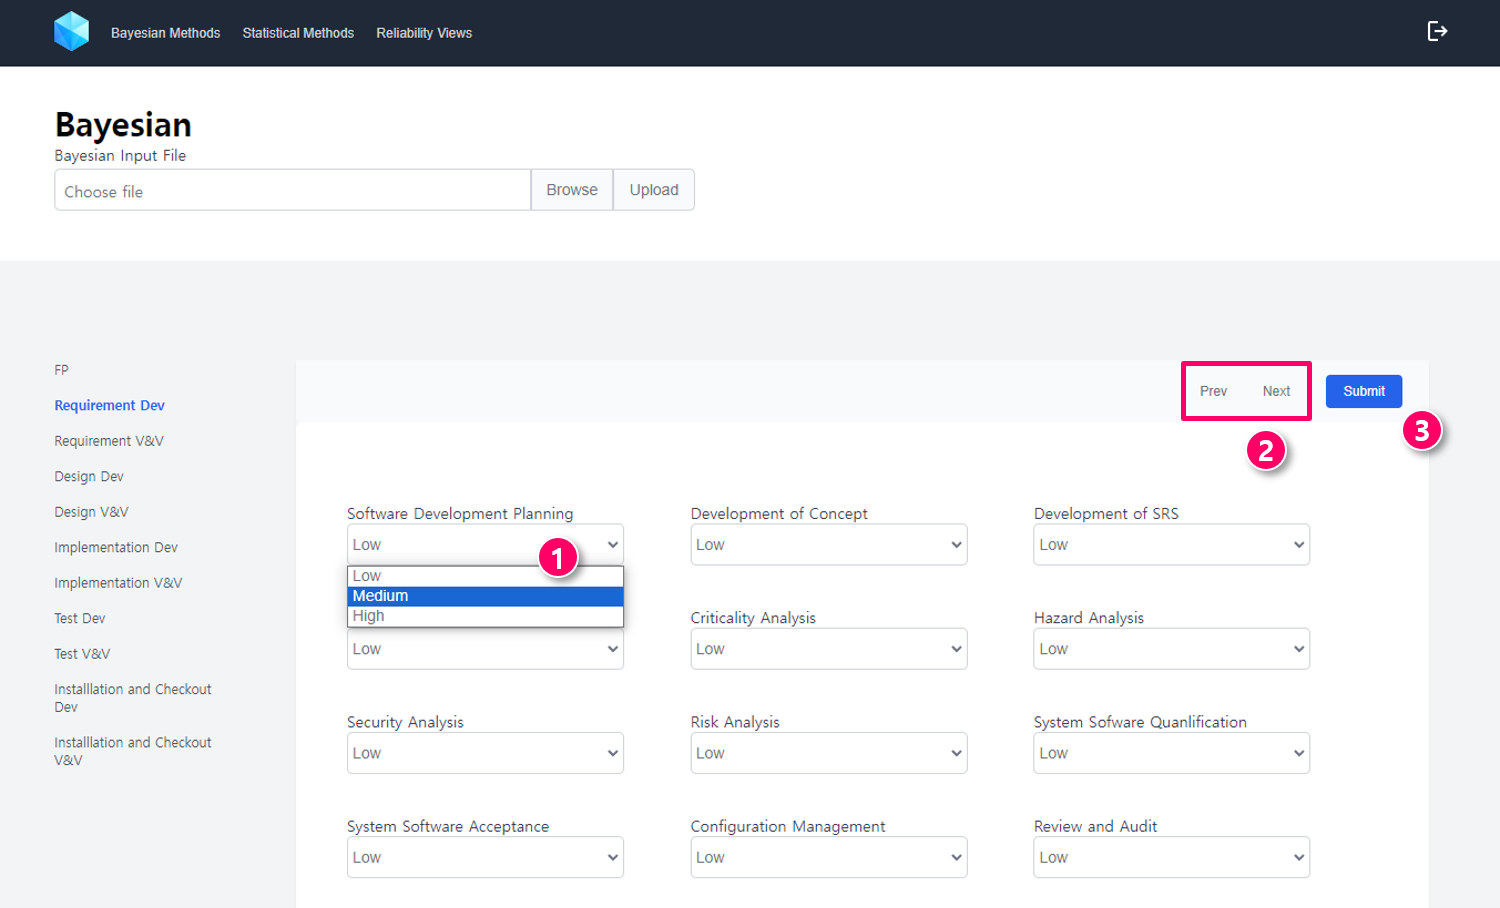 Bayesian Methods Statistical Methods Reliability Views
Bayesian
Bayesian Input File
Choose file Browse Upload
FP
Requirement Dev
Requirement V&V
Design Dev
Design V&V
Implementation Dev
Implementation V&V
Test Dev
Test V&V
Installlation and Checkout
Dev
Installlation and Checkout
V&V
Prev Next Submit
2
3
Software Development Planning Development of Concept Development of SRS
Low Low Low
1
Low
Medium
High
Criticality Analysis Hazard Analysis
Low Low Low
Security Analysis Risk Analysis System Sofware Quanlification
Low Low Low
System Software Acceptance Configuration Management Review and Audit
Low Low Low